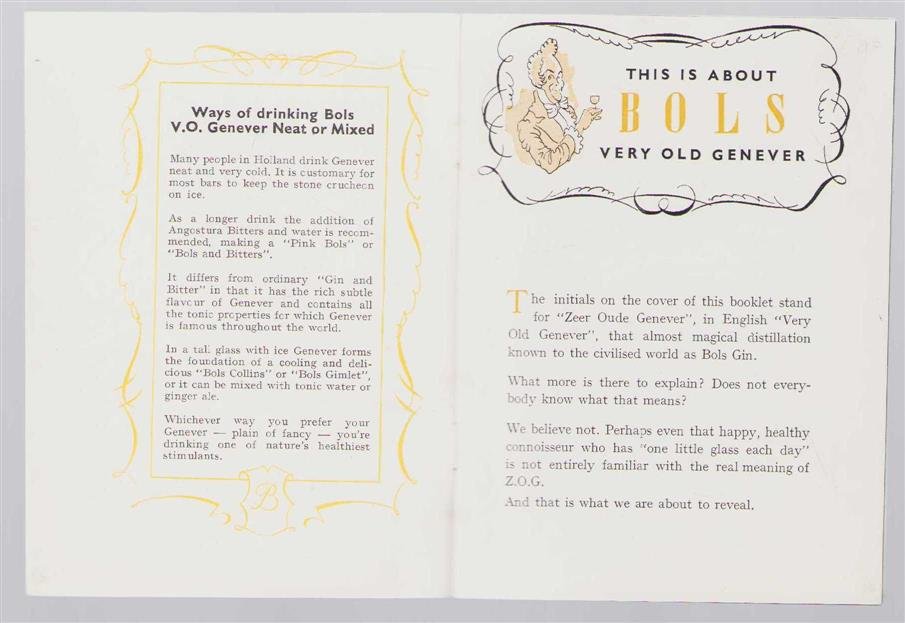 Ways of drinking Bols
V.O. Genever Neat or Mixed
Many people in Holland drink Genever
neat and very cold. It is customary for
most bars to keep the stone cruchen
on ice.
As a longer drink the addition of
Angostura Bitters and water is recom-
mended, making a "Pink Bols" or
"Bols and Bitters".
It differs from ordinary "Gin and
Bitter" in that it has the rich subtle
flavour of Genever and contains all
the tonic properties for which Genever
is famous throughout the world.
In a tall glass with ice Genever forms
the foundation of a cooling and deli-
cious "Bols Collins" or "Bols Gimlet",
or it can be mixed with tonic water or
ginger ale.
Whichever way you prefer your
Genever — plain of fancy — you're
drinking one of nature's healthiest
stimulants.
B
THIS IS ABOUT
BOLS
VERY OLD GENEVER
The initials on the cover of this booklet stand
for "Zeer Oude Genever", in English "Very
Old Genever", that almost magical distillation
known to the civilised world as Bols Gin.
What more is there to explain? Does not every-
body know what that means?
We believe not. Perhaps even that happy, healthy
connoisseur who has "one little glass each day"
is not entirely familiar with the real meaning of
Z.O.G.
And that is what we are about to reveal.